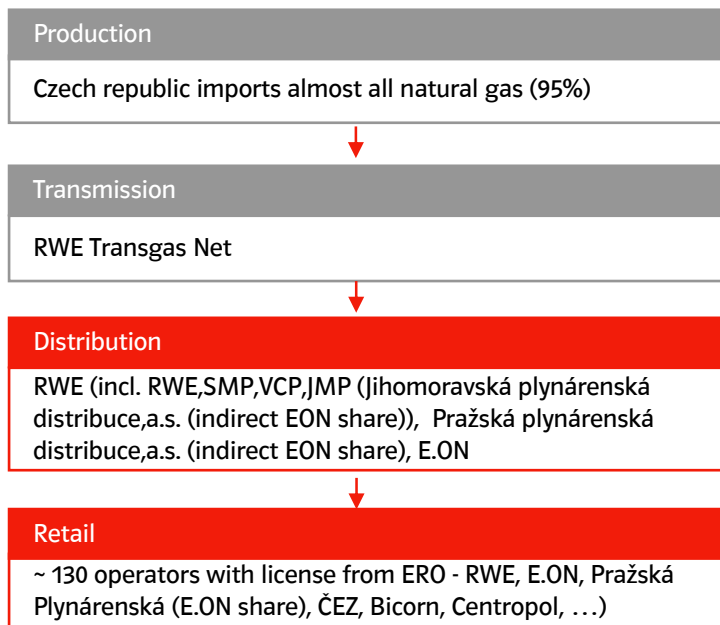 Production
Czech republic imports almost all natural gas (95%)
Transmission
RWE Transgas Net
Distribution
RWE (incl. RWE,SMP,VCP,JMP (Jihomoravská plynárenská
distribuce,a.s. (indirect EON share)), Pražská plynárenská
distribuce,a.s. (indirect EON share), E.ON
Retail
~ 130 operators with license from ERO - RWE, E.ON, Pražská
Plynárenská (E.ON share), ČEZ, Bicorn, Centropol, …)